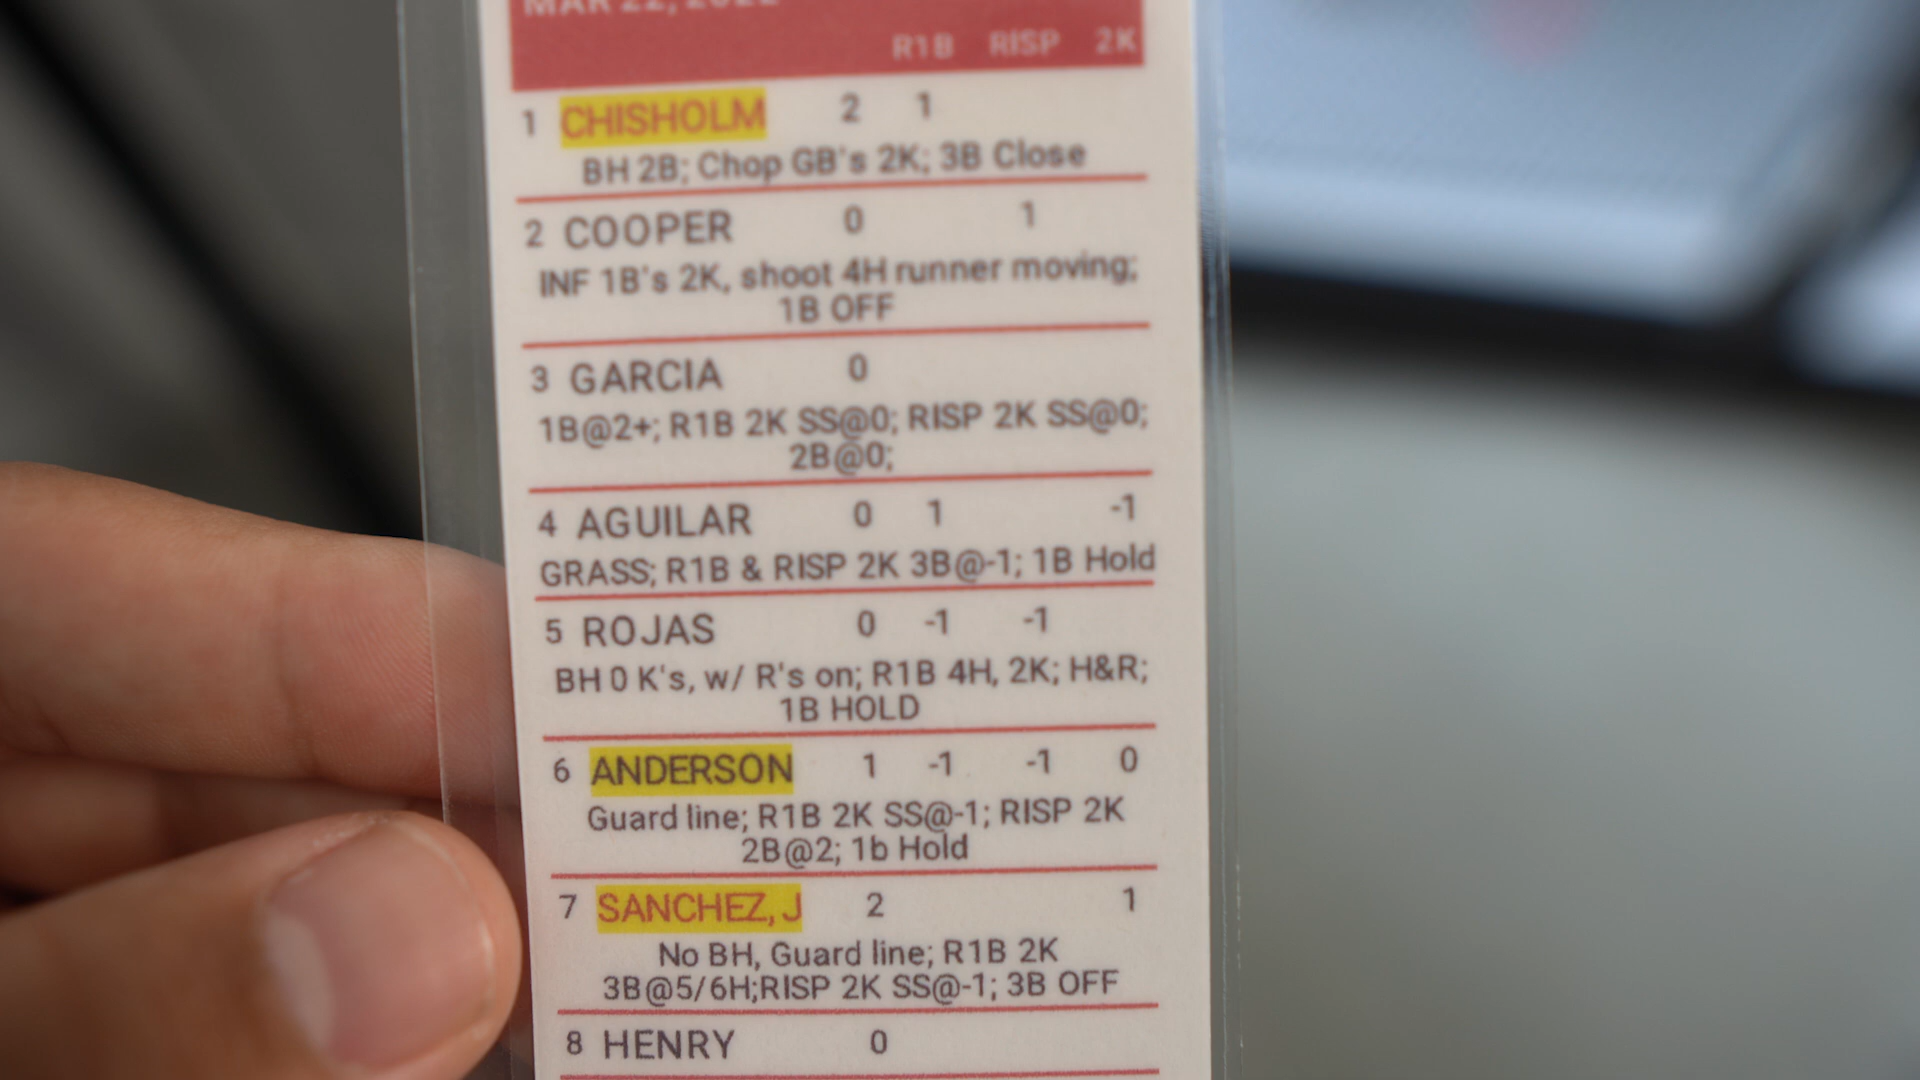 MAR 22, 2022
R1B RISP 2K
1 CHISHOLM 2 1
BH 2B; Chop GB's 2K; 3B Close
2 COOPER 0 1
INF 1B's 2K, shoot 4H runner moving;
1B OFF
3 GARCIA 0
1B@2+; R1B 2K SS@0; RISP 2K SS@0;
2B@0;
4 AGUILAR 0 1 -1
GRASS; R1B & RISP 2K 3B@-1; 1B Hold
5 ROJAS 0 -1 -1
BH 0 K's, w/ R's on; R1B 4H, 2K; H&R;
1B HOLD
6 ANDERSON 1 -1 -1 0
Guard line; R1B 2K SS@-1; RISP 2K
2B@2; 1b Hold
7 SANCHEZ, J 2 1
No BH, Guard line; R1B 2K
3B@5/6H;RISP 2K SS@-1; 3B OFF
8 HENRY 0